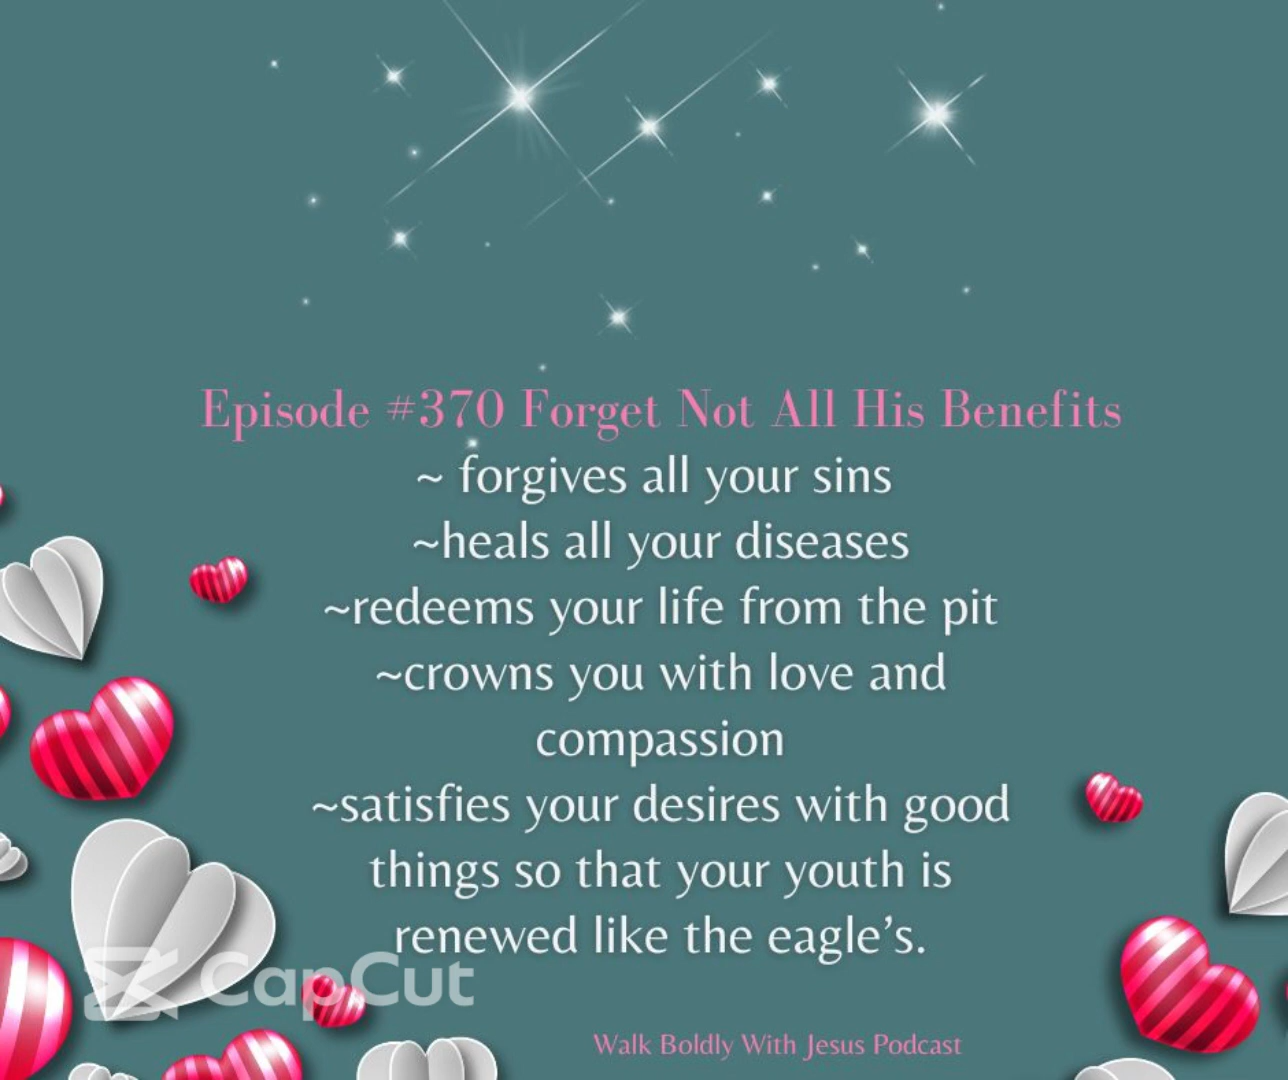 Episode #370 Forget Not All His Benefits
~ forgives all your sins
~heals all your diseases
~redeems your life from the pit
~crowns you with love and
compassion
~satisfies your desires with good
things so that your youth is
renewed like the eagle’s.
CapCut
Walk Boldly With Jesus Podcast